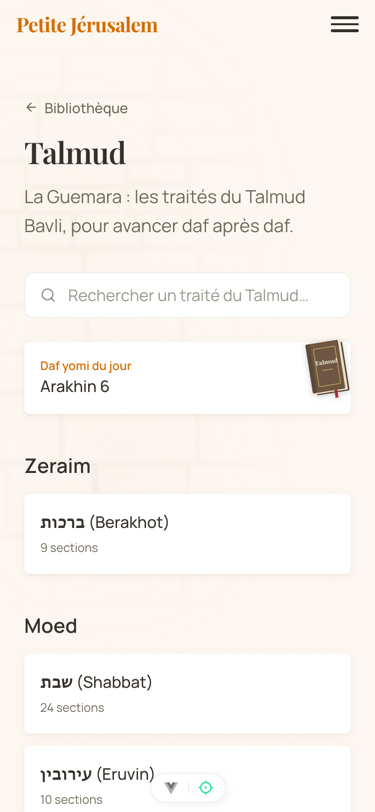 Petite Jérusalem
← Bibliothèque
Talmud
La Guemara : les traités du Talmud
Bavli, pour avancer daf après daf.
Rechercher un traité du Talmud...
Daf yomi du jour
Arakhin 6
Talmud
Zeraim
ברכות (Berakhot)
9 sections
Moed
שבת (Shabbat)
24 sections
עירובין (Eruvin)
10 sections